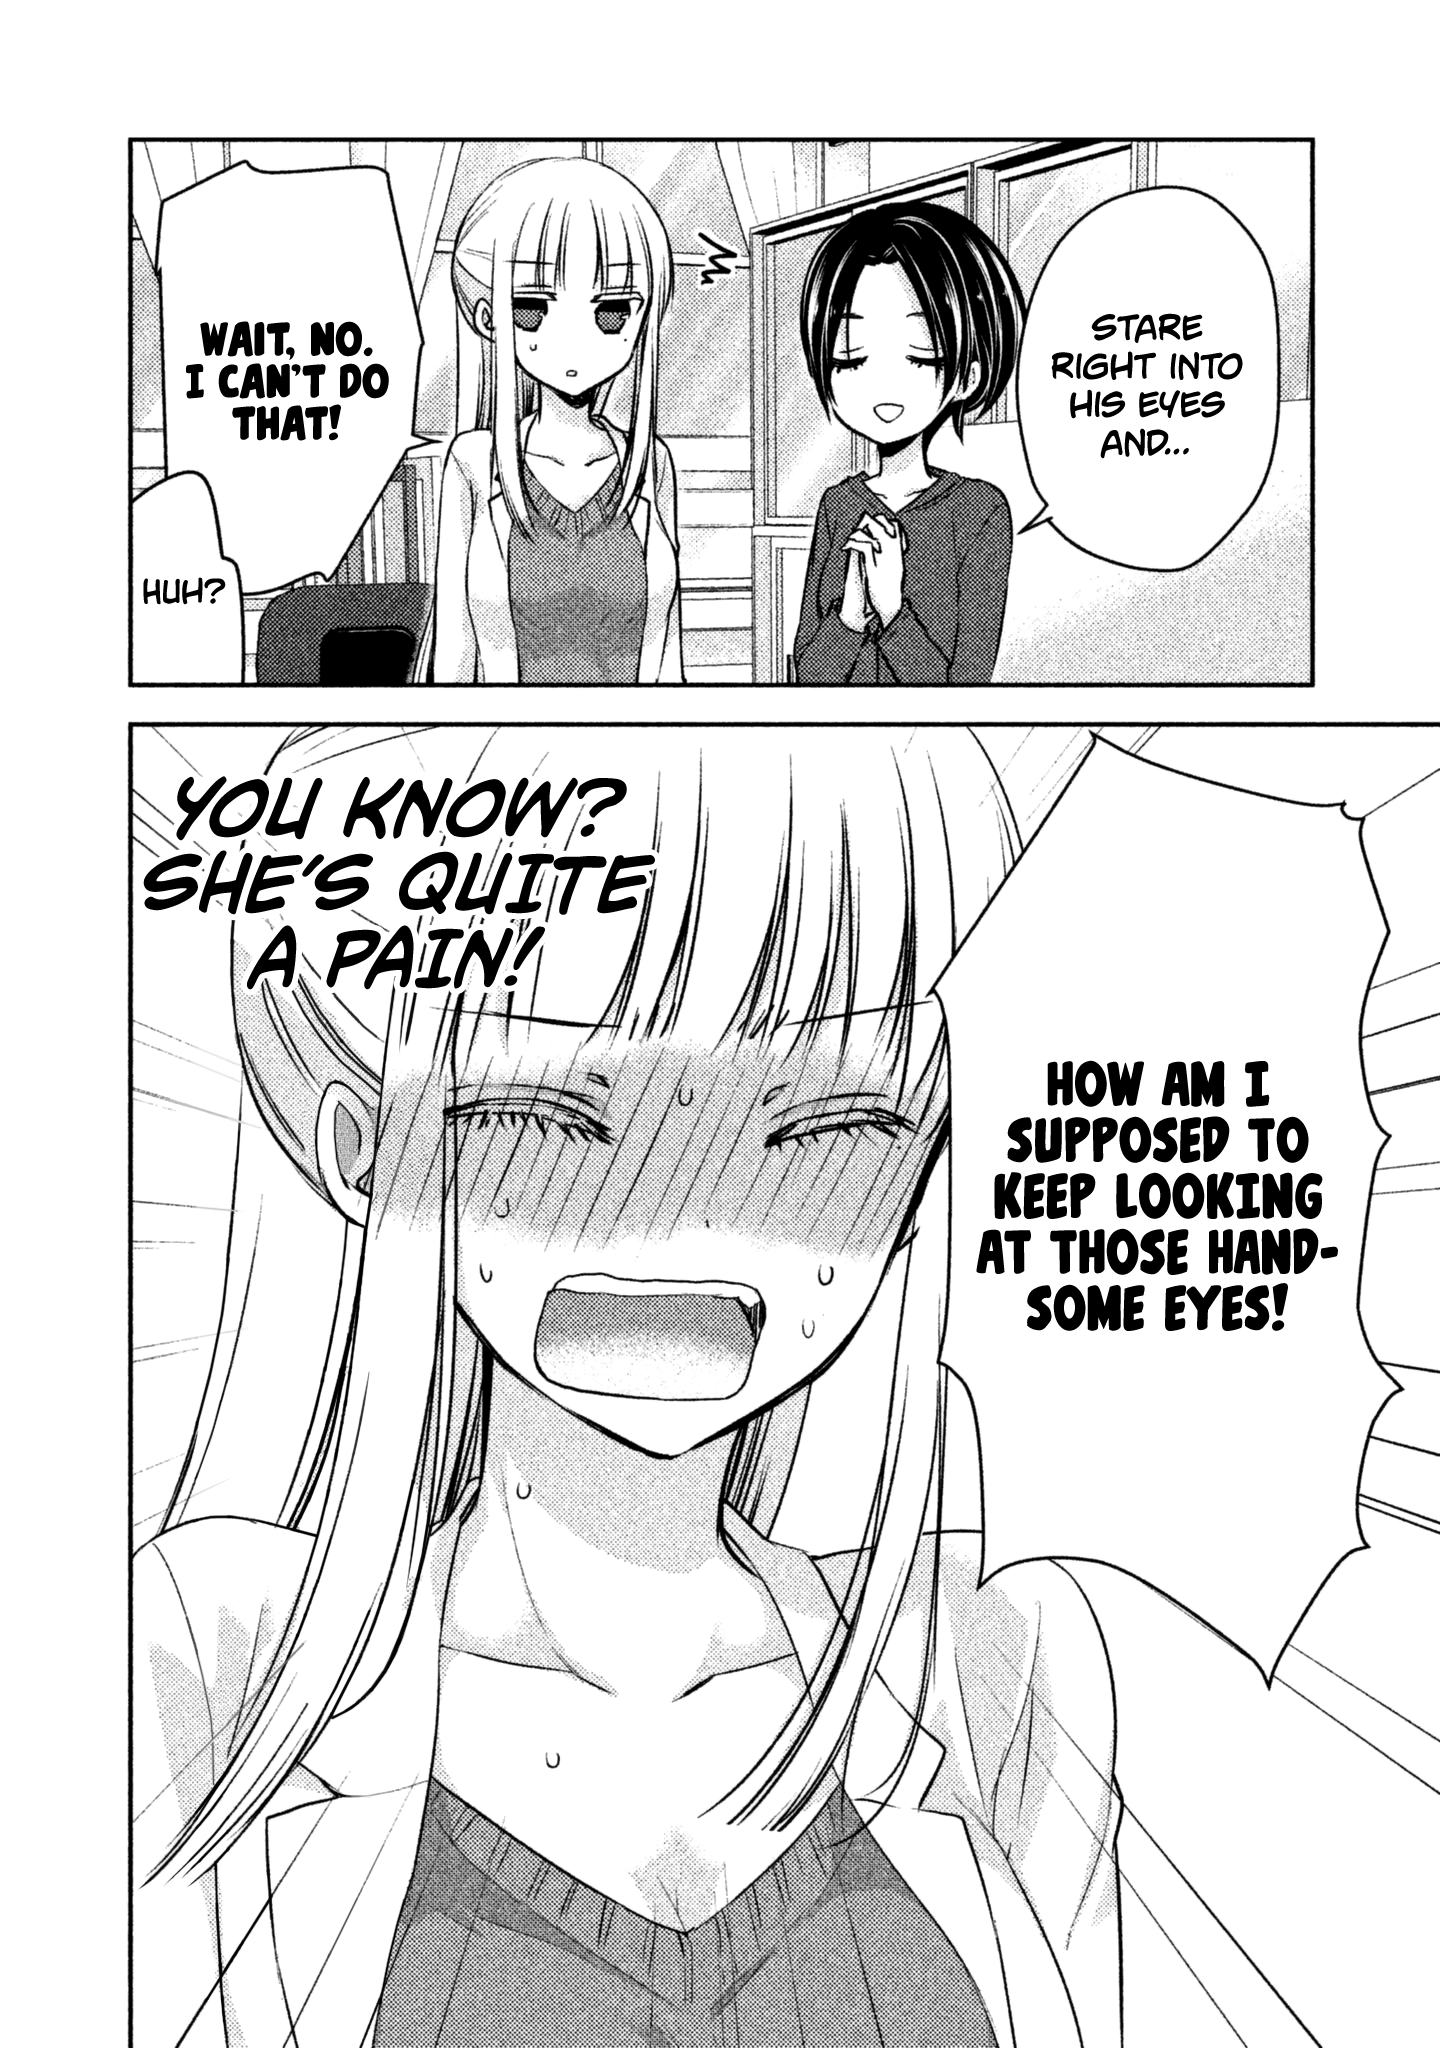 STARE
RIGHT INTO
HIS EYES
AND...
WAIT, NO.
I CAN'T DO
THAT!
HUH?
HOW AM I
SUPPOSED TO
KEEP LOOKING
AT THOSE HAND-
SOME EYES!
YOU KNOW?
SHE'S QUITE
A PAIN!